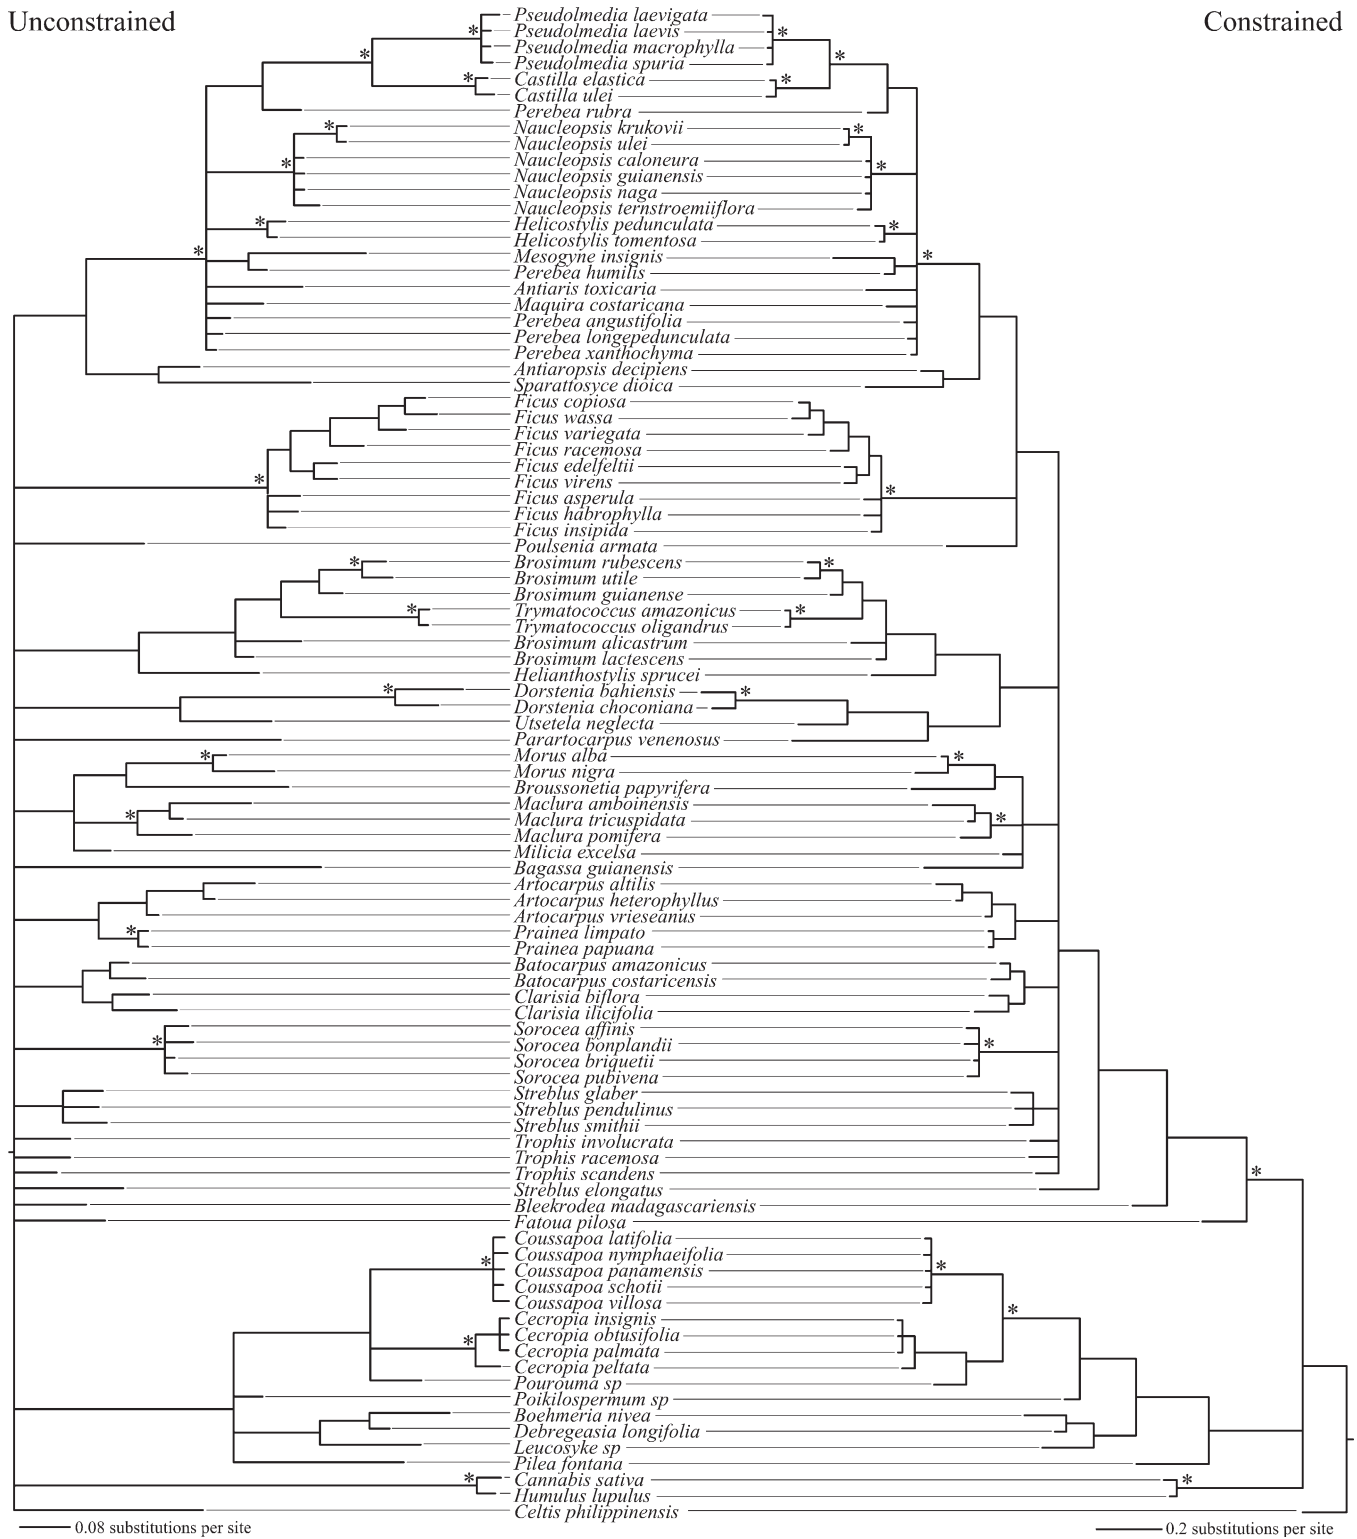 Unconstrained
Constrained
Pseudolmedia laevigata
Pseudolmedia laevis
Pseudolmedia macrophylla
Pseudolmedia spuria
Castilla elastica
Castilla ulei
Perebea rubra
Naucleopsis krukovii
Naucleopsis ulei
Naucleopsis caloneura
Naucleopsis guianensis
Naucleopsis naga
Naucleopsis ternstroemiiflora
Helicostylis pedunculata
Helicostylis tomentosa
Mesogyne insignis
Perebea humilis
Antiaris toxicaria
Maquira costaricana
Perebea angustifolia
Perebea longepedunculata
Perebea xanthochyma
Antiaropsis decipiens
Sparattosyce dioica
Ficus copiosa
Ficus wassa
Ficus variegata
Ficus racemosa
Ficus edelfeltii
Ficus virens
Ficus asperula
Ficus habrophylla
Ficus insipida
Poulsenia armata
Brosimum rubescens
Brosimum utile
Brosimum guianense
Trymatococcus amazonicus
Trymatococcus oligandrus
Brosimum alicastrum
Brosimum lactescens
Helianthostylis sprucei
Dorstenia bahiensis
Dorstenia choconiana
Utsetela neglecta
Parartocarpus venenosus
Morus alba
Morus nigra
Broussonetia papyrifera
Maclura amboinensis
Maclura tricuspidata
Maclura pomifera
Milicia excelsa
Bagassa guianensis
Artocarpus altilis
Artocarpus heterophyllus
Artocarpus vrieseanus
Prainea limpato
Prainea papuana
Batocarpus amazonicus
Batocarpus costaricensis
Clarisia biflora
Clarisia ilicifolia
Sorocea affinis
Sorocea bonplandii
Sorocea briquetii
Sorocea pubivena
Streblus glaber
Streblus pendulinus
Streblus smithii
Trophis involucrata
Trophis racemosa
Trophis scandens
Streblus elongatus
Bleekrodea madagascariensis
Fatoua pilosa
Coussapoa latifolia
Coussapoa nymphaeifolia
Coussapoa panamensis
Coussapoa schotii
Coussapoa villosa
Cecropia insignis
Cecropia obtusifolia
Cecropia palmata
Cecropia peltata
Pourouma sp
Poikilospermum sp
Boehmeria nivea
Debregeasia longifolia
Leucosyke sp
Pilea fontana
Cannabis sativa
Humulus lupulus
Celtis philippinensis
0.08 substitutions per site
0.2 substitutions per site